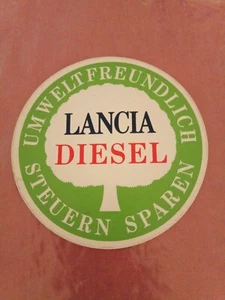 UMWELTFREUNDLICH
LANCIA
DIESEL
STEUERN SPAREN